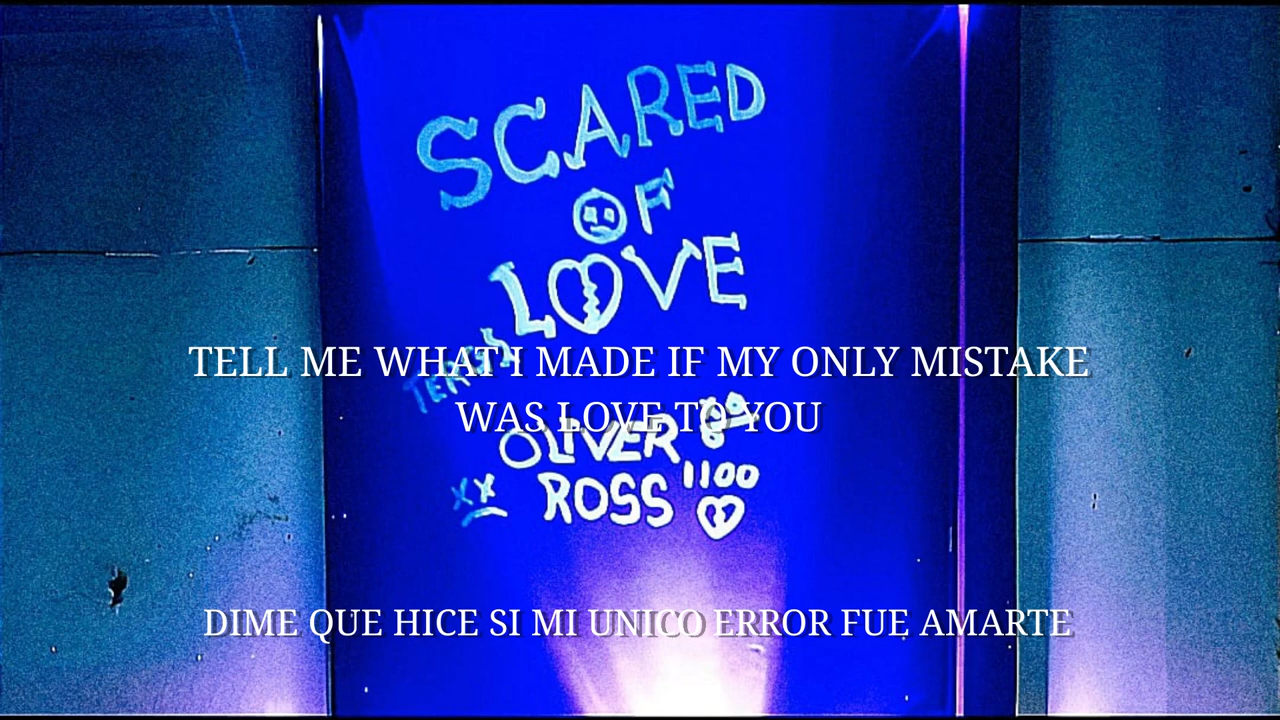 SCARED
OF
LOVE
TELL ME WHAT I MADE IF MY ONLY MISTAKE
WAS LOVE TO YOU
OLIVER
ROSS 1100
XX
DIME QUE HICE SI MI UNICO ERROR FUE AMARTE